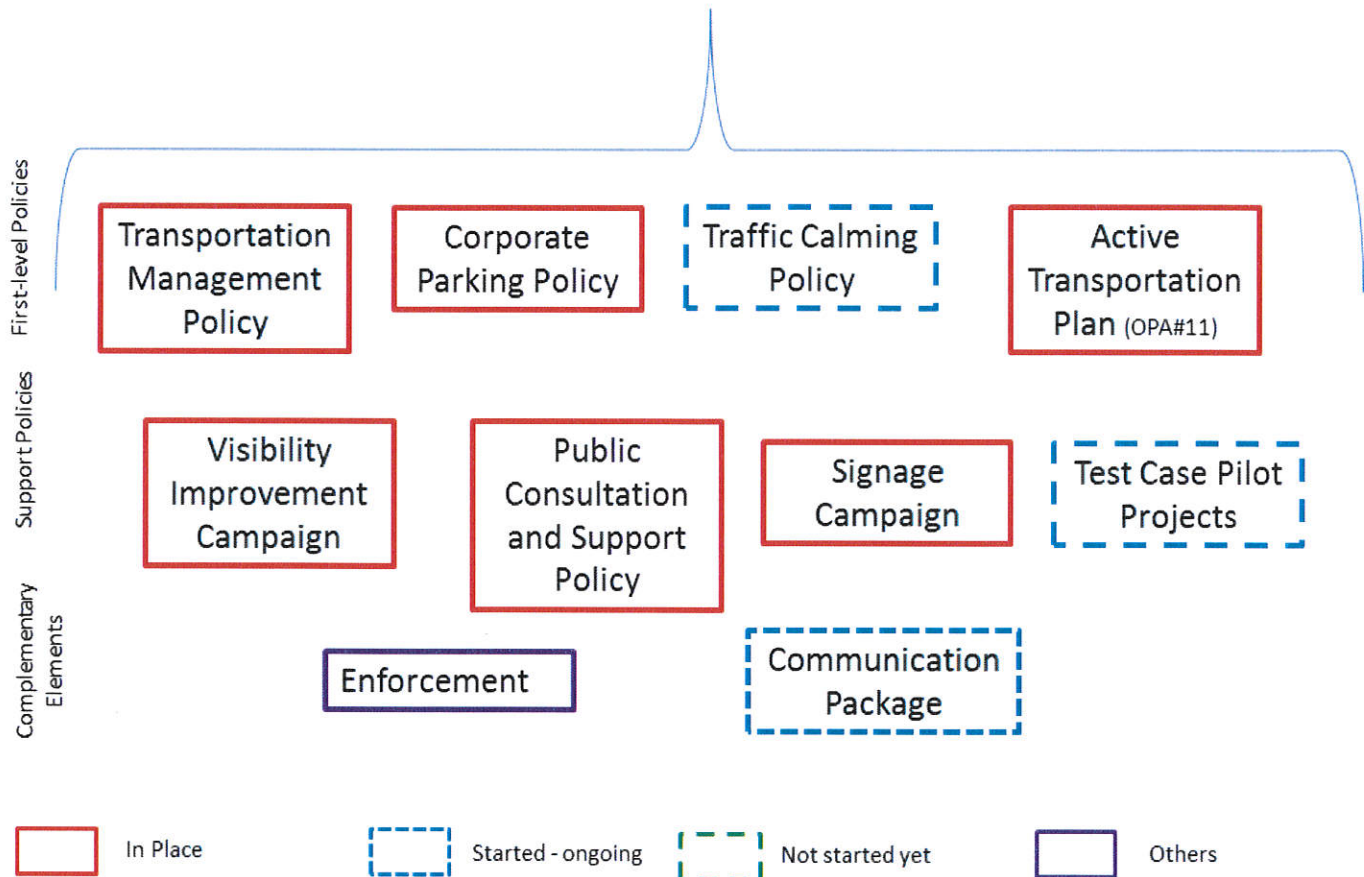 First-level Policies
Transportation
Management
Policy
Corporate
Parking Policy
Traffic Calming
Policy
Active
Transportation
Plan (OPA#11)
Support Policies
Visibility
Improvement
Campaign
Public
Consultation
and Support
Policy
Signage
Campaign
Test Case Pilot
Projects
Complementary
Elements
Enforcement
Communication
Package
In Place
Started - ongoing
Not started yet
Others